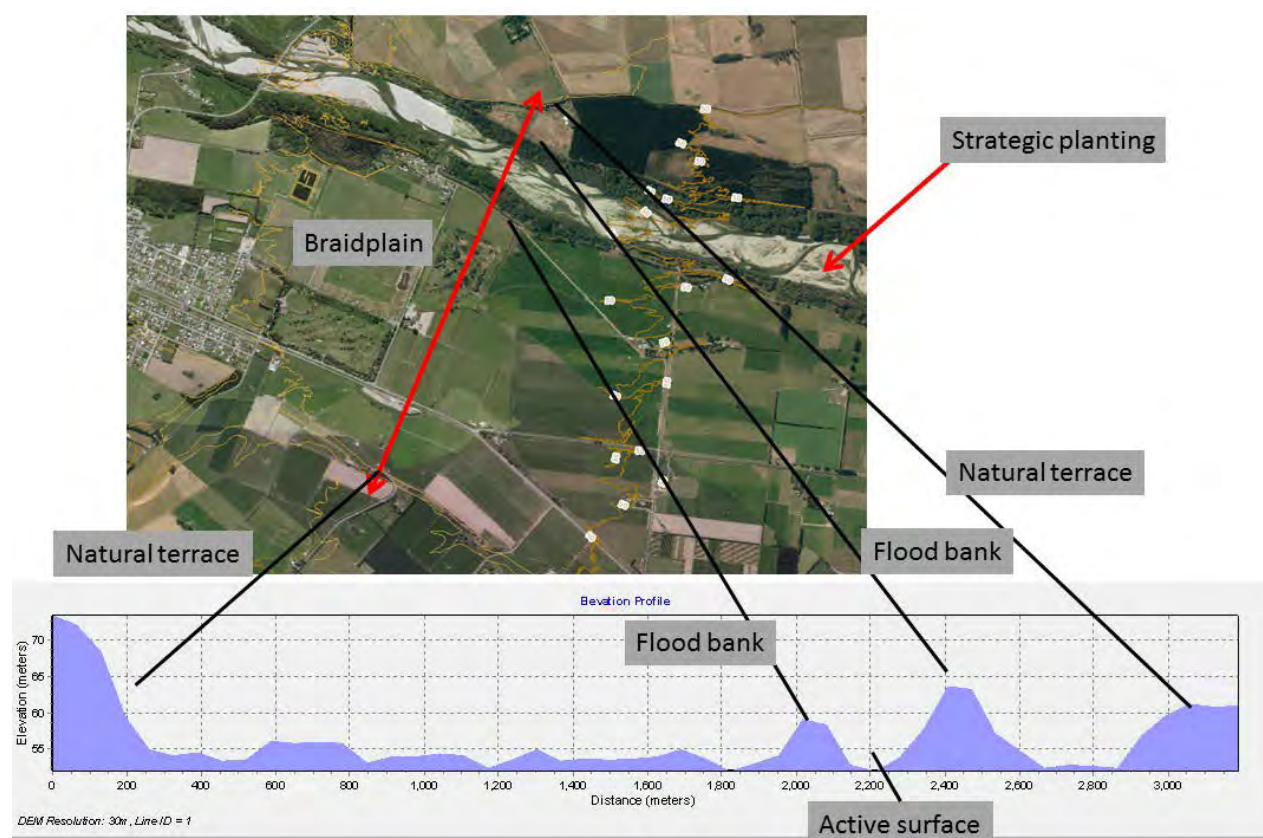 Strategic planting
Braidplain
Natural terrace
Natural terrace
Flood bank
Elevation Profile
Flood bank
70
65
60
55
Elevation (meters)
0
200
400
600
800
1,000
1,200
1,400
1,600
1,800
2,000
2,200
2,400
2,600
2,800
3,000
Distance (meters)
Active surface
DEM Resolution: 30m, Line ID = 1